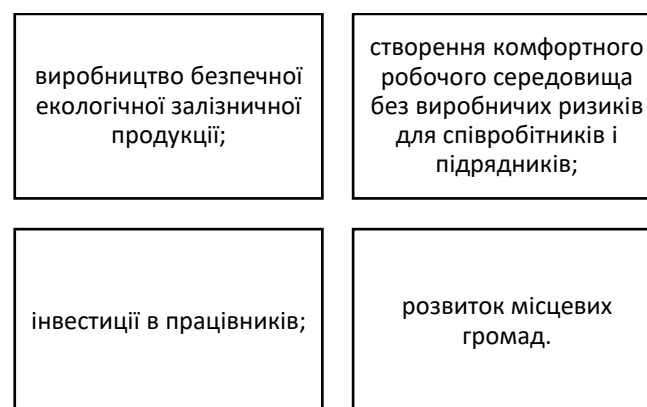 виробництво безпечної
екологічної залізничної
продукції;
створення комфортного
робочого середовища
без виробничих ризиків
для співробітників і
підрядників;
інвестиції в працівників;
розвиток місцевих
громад.